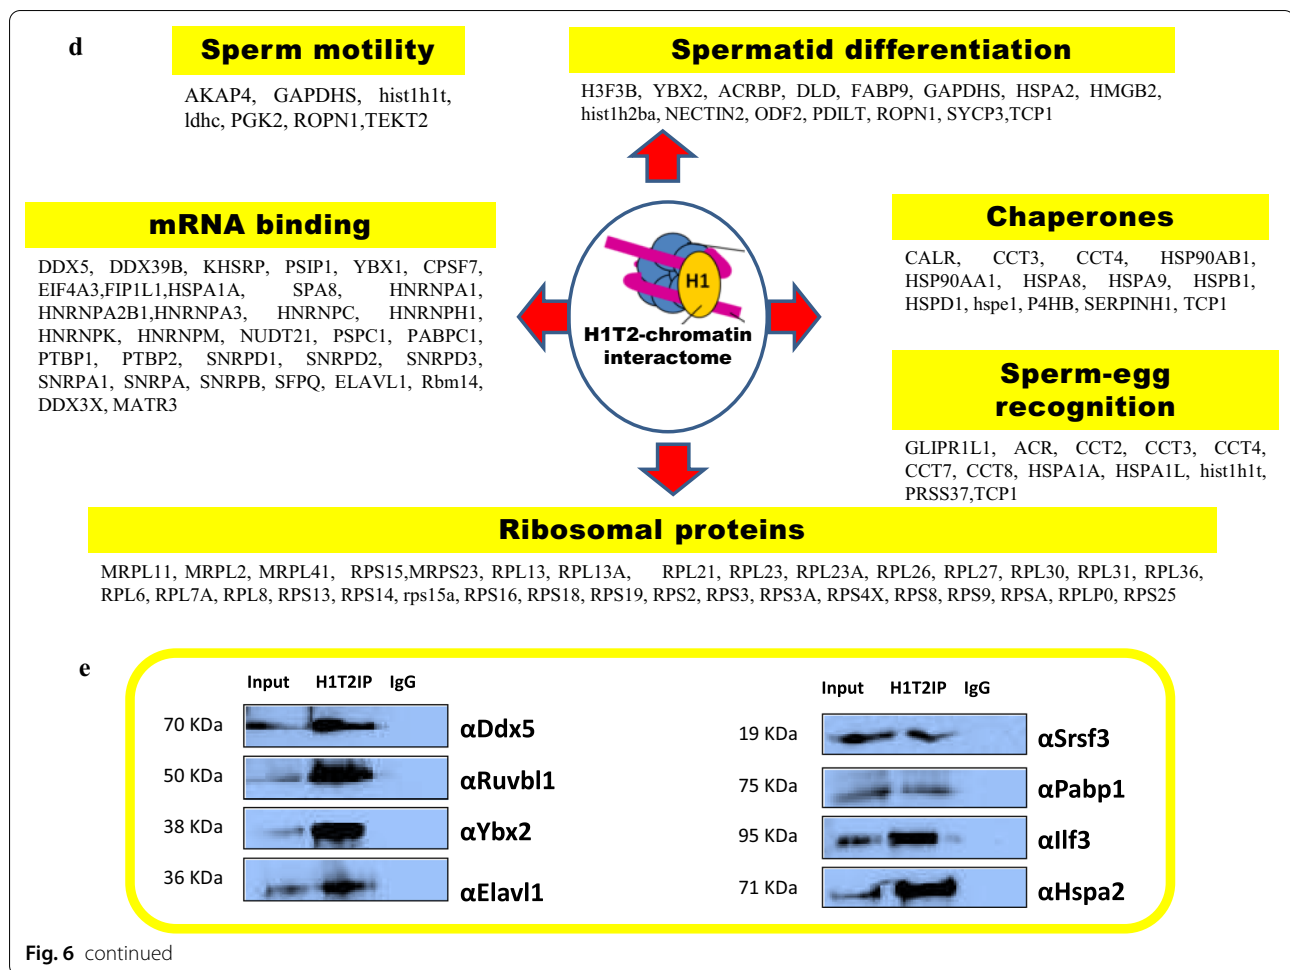 d
Sperm motility
AKAP4, GAPDHS, hist1h1t,
ldhc, PGK2, ROPN1,TEKT2
Spermatid differentiation
H3F3B, YBX2, ACRBP, DLD, FABP9, GAPDHS, HSPA2, HMGB2,
hist1h2ba, NECTIN2, ODF2, PDILT, ROPN1, SYCP3,TCP1
mRNA binding
DDX5, DDX39B, KHSRP, PSIP1, YBX1, CPSF7,
EIF4A3,FIP1L1,HSPA1A, SPA8, HNRNPA1,
HNRNPA2B1,HNRNPA3, HNRNPC, HNRNPH1,
HNRNPK, HNRNPM, NUDT21, PSPC1, PABPC1,
PTBP1, PTBP2, SNRPD1, SNRPD2, SNRPD3,
SNRPA1, SNRPA, SNRPB, SFPQ, ELAVL1, Rbm14,
DDX3X, MATR3
H1
H1T2-chromatin
interactome
Chaperones
CALR, CCT3, CCT4, HSP90AB1,
HSP90AA1, HSPA8, HSPA9, HSPB1,
HSPD1, hspe1, P4HB, SERPINH1, TCP1
Sperm-egg
recognition
GLIPR1L1, ACR, CCT2, CCT3, CCT4,
CCT7, CCT8, HSPA1A, HSPA1L, hist1h1t,
PRSS37,TCP1
Ribosomal proteins
MRPL11, MRPL2, MRPL41, RPS15,MRPS23, RPL13, RPL13A, RPL21, RPL23, RPL23A, RPL26, RPL27, RPL30, RPL31, RPL36,
RPL6, RPL7A, RPL8, RPS13, RPS14, rps15a, RPS16, RPS18, RPS19, RPS2, RPS3, RPS3A, RPS4X, RPS8, RPS9, RPSA, RPLP0, RPS25
e
Input H1T2IP IgG
70 KDa αDdx5
50 KDa αRuvbl1
38 KDa αYbx2
36 KDa αElavl1
Input H1T2IP IgG
19 KDa αSrsf3
75 KDa αPabp1
95 KDa αIlf3
71 KDa αHspa2
Fig. 6 continued